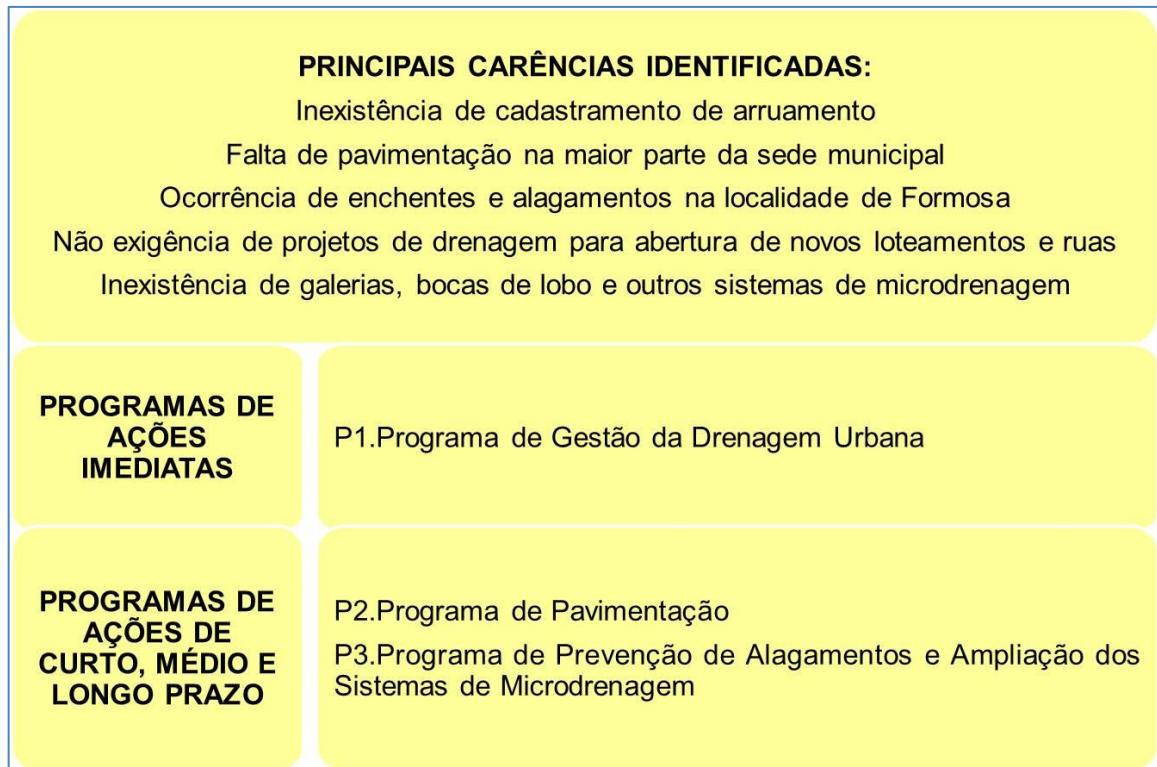 PRINCIPAIS CARÊNCIAS IDENTIFICADAS:
Inexistência de cadastramento de arruamento
Falta de pavimentação na maior parte da sede municipal
Ocorrência de enchentes e alagamentos na localidade de Formosa
Não exigência de projetos de drenagem para abertura de novos loteamentos e ruas
Inexistência de galerias, bocas de lobo e outros sistemas de microdrenagem
PROGRAMAS DE
AÇÕES
IMEDIATAS
P1.Programa de Gestão da Drenagem Urbana
PROGRAMAS DE
AÇÕES DE
CURTO, MÉDIO E
LONGO PRAZO
P2.Programa de Pavimentação
P3.Programa de Prevenção de Alagamentos e Ampliação dos
Sistemas de Microdrenagem